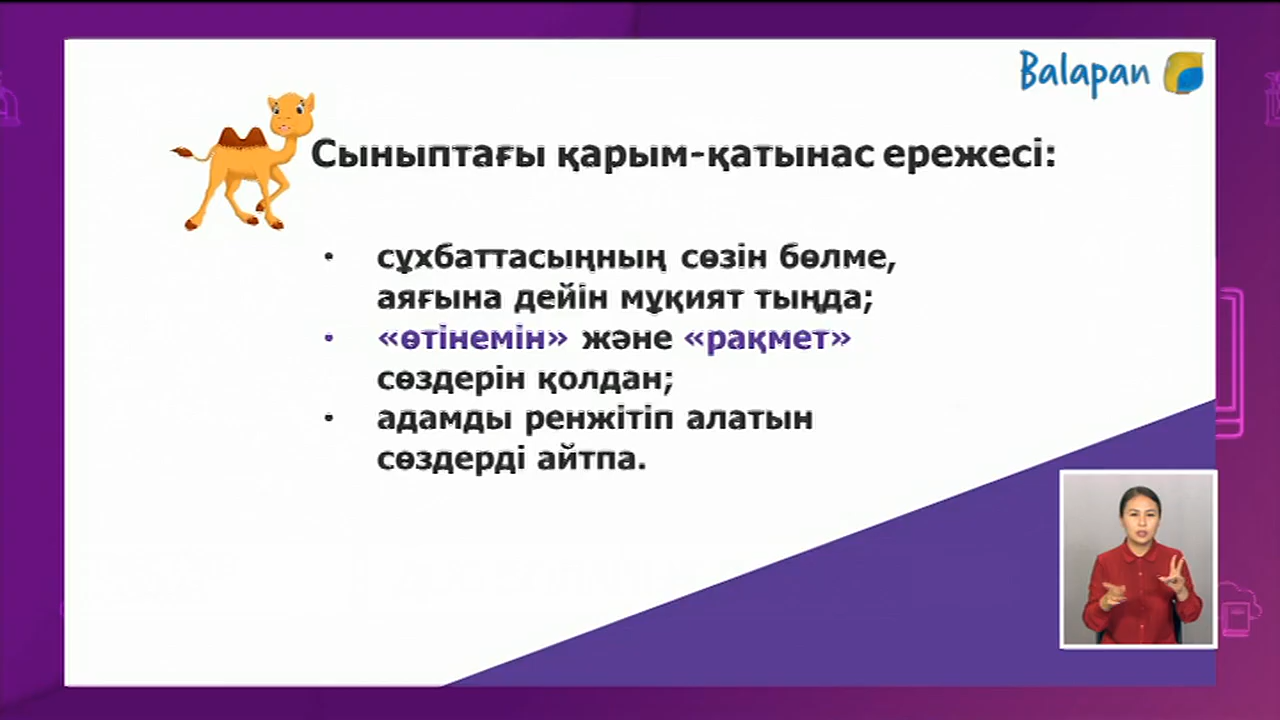 Balapan
Сыныптағы қарым-қатынас ережесі:
• сұхбаттасыңның сөзін бөлме,
аяғына дейін мұқият тыңда;
• «өтінемін» және «рақмет»
сөздерін қолдан;
• адамды ренжітіп алатын
сөздерді айтпа.